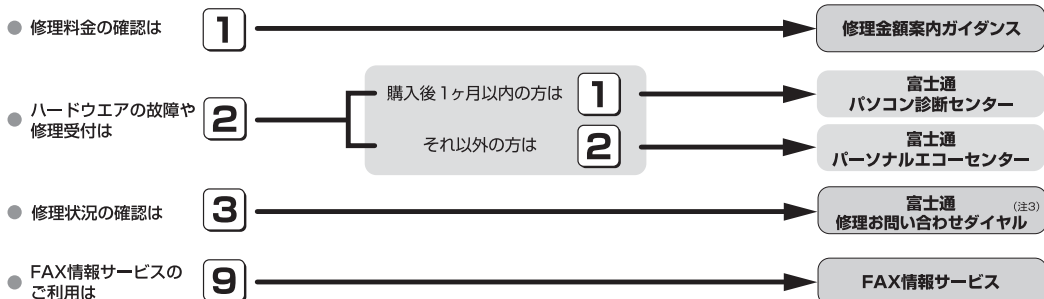 ● 修理料金の確認は 1 修理金額案内ガイダンス
● ハードウエアの故障や
修理受付は 2
購入後1ヶ月以内の方は 1
富士通
パソコン診断センター
それ以外の方は 2
富士通
パーソナルエコーセンター
● 修理状況の確認は 3
富士通 (注3)
修理お問い合わせダイヤル
● FAX情報サービスの
ご利用は 9
FAX情報サービス